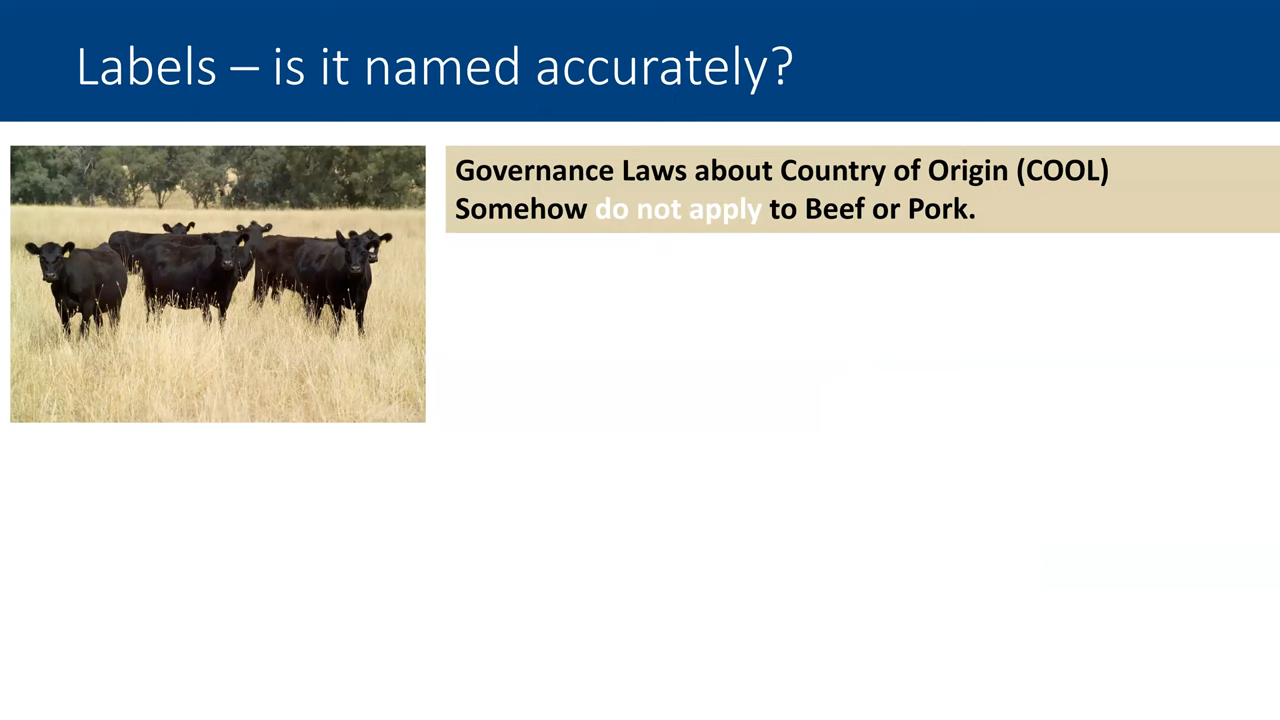 Labels – is it named accurately?
Governance Laws about Country of Origin (COOL)
Somehow do not apply to Beef or Pork.